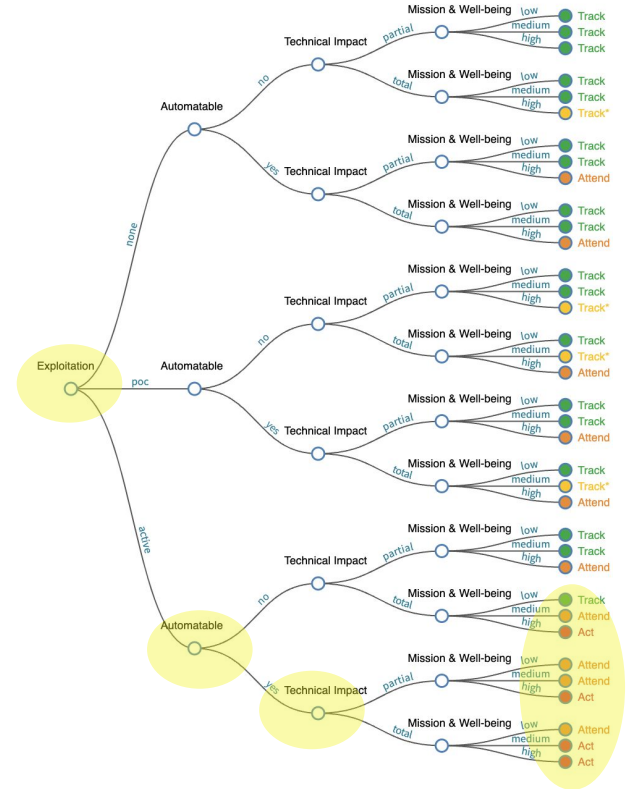 Mission & Well-being low Track
partial medium Track
Technical Impact high Track
no
Mission & Well-being low Track
total medium Track
high Track*
Automatable
Mission & Well-being low Track
partial medium Track
yes Technical Impact high Attend
Mission & Well-being low Track
total medium Track
high Attend
none
Mission & Well-being low Track
partial medium Track
Technical Impact high Track*
no
Mission & Well-being low Track
total medium Track*
high Attend
Exploitation poc Automatable
Mission & Well-being low Track
partial medium Track
yes Technical Impact high Attend
Mission & Well-being low Track
total medium Track*
high Attend
active
Mission & Well-being low Track
partial medium Track
Technical Impact high Attend
no
Mission & Well-being low Track
total medium Attend
high Act
Automatable
Mission & Well-being low Attend
partial medium Attend
yes Technical Impact high Act
Mission & Well-being low Attend
total medium Act
high Act